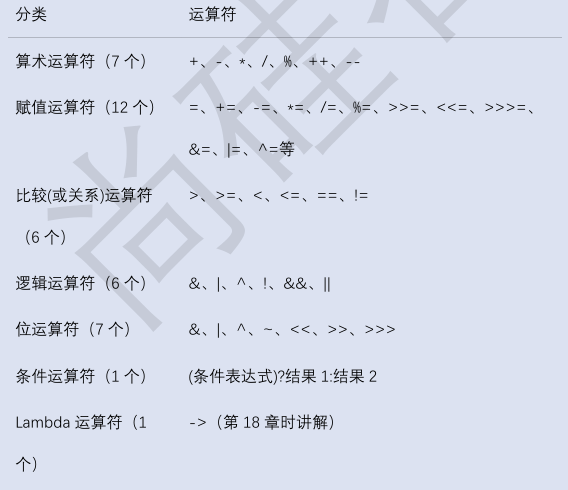 分类 运算符
算术运算符（7 个） +、-、*、/、%、++、--
赋值运算符（12 个） =、+=、-=、*=、/=、%=、>>=、<<=、>>>=、
&=、|=、^=等
比较(或关系)运算符 >、>=、<、<=、==、!=
（6 个）
逻辑运算符（6 个） &、|、^、!、&&、||
位运算符（7 个） &、|、^、~、<<、>>、>>>
条件运算符（1 个） (条件表达式)?结果 1:结果 2
Lambda 运算符（1 ->（第 18 章时讲解）
个）
尚硅